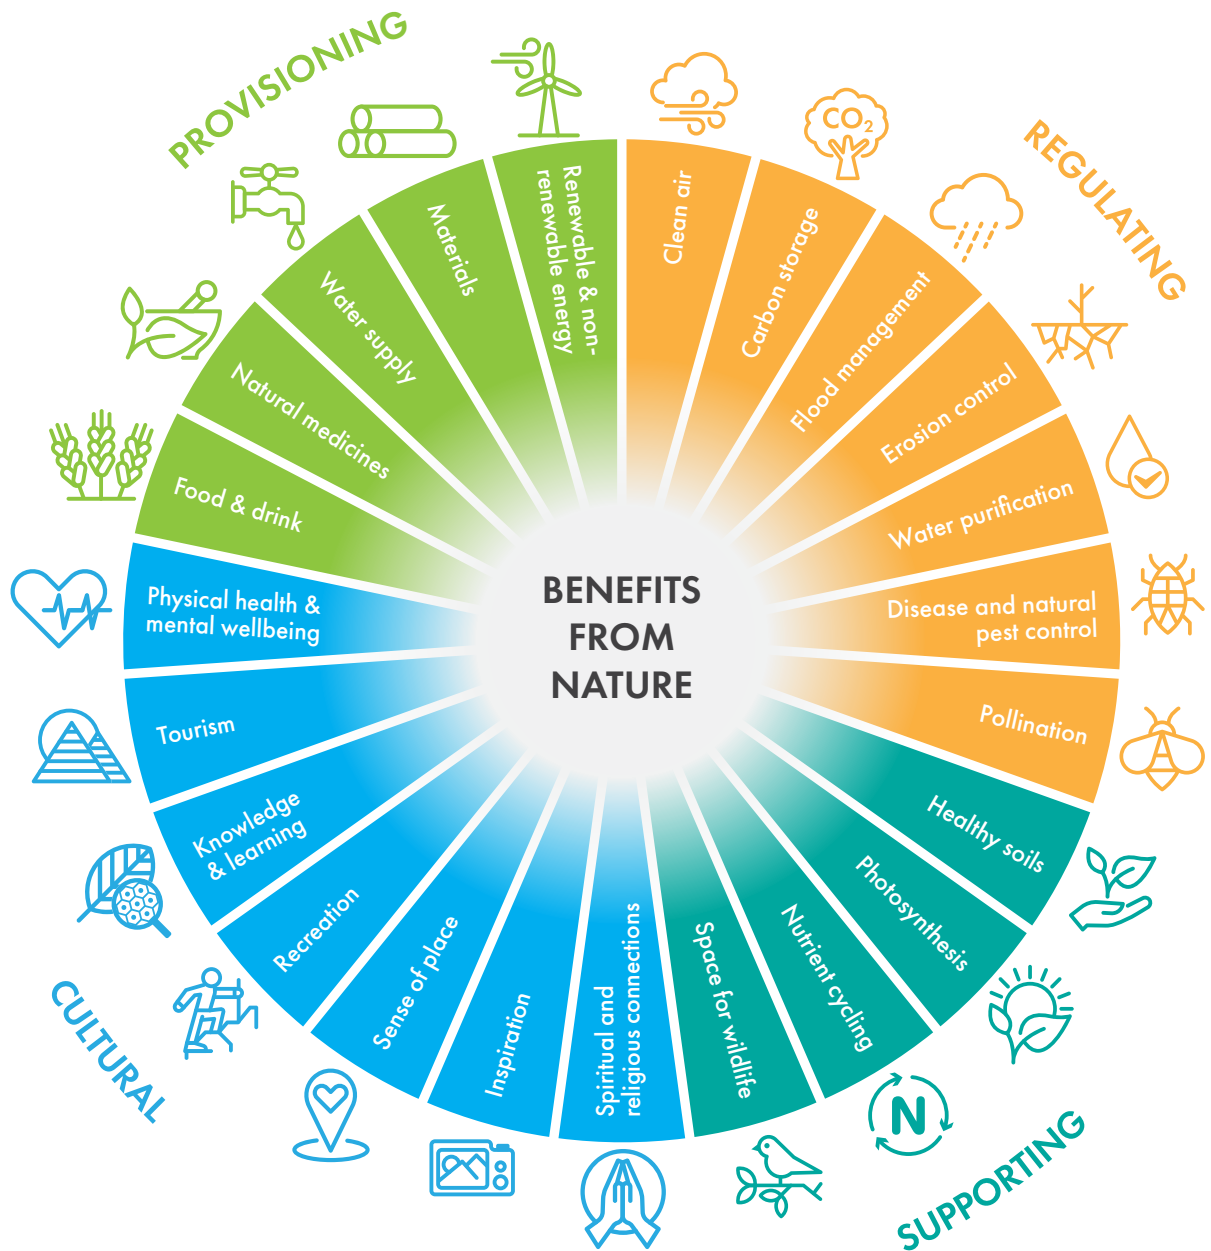 PROVISIONING
REGULATING
SUPPORTING
CULTURAL
BENEFITS
FROM
NATURE
Clean air
Carbon storage
Flood management
Erosion control
Water purification
Disease and natural
pest control
Pollination
Healthy soils
Photosynthesis
Nutrient cycling
Space for wildlife
Spiritual and
religious connections
Inspiration
Sense of place
Recreation
Knowledge
& learning
Tourism
Physical health &
mental wellbeing
Food & drink
Natural medicines
Water supply
Materials
Renewable & non-
renewable energy
CO₂
N